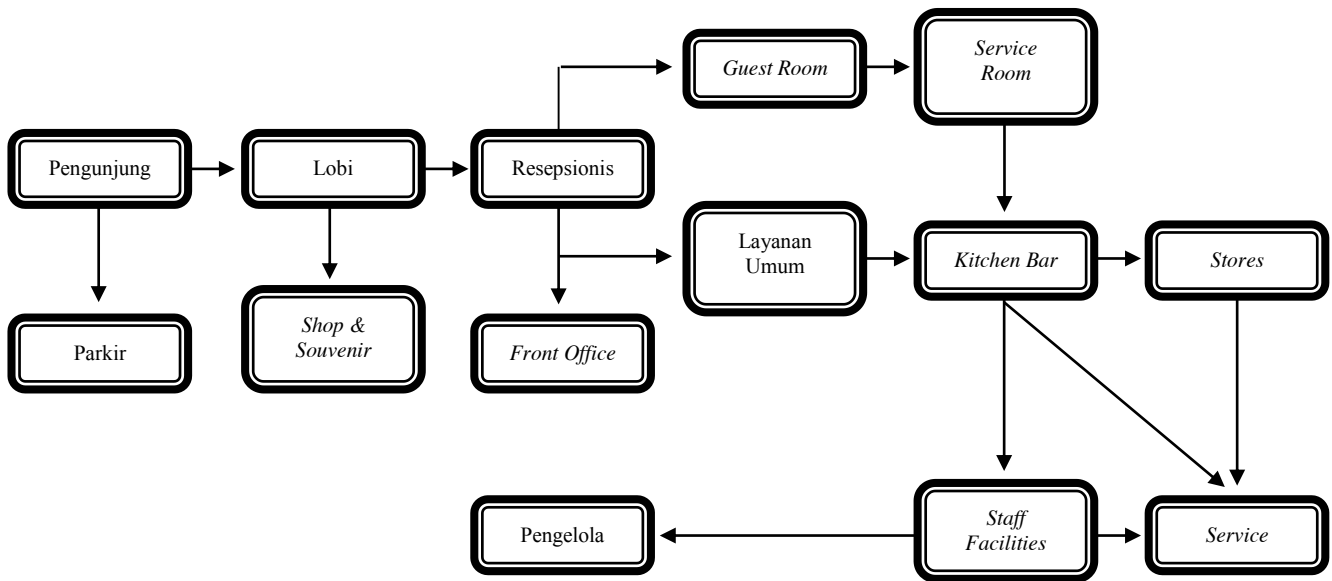 Guest Room
Service
Room
Pengunjung
Lobi
Resepsionis
Layanan
Umum
Kitchen Bar
Stores
Parkir
Shop &
Souvenir
Front Office
Pengelola
Staff
Facilities
Service